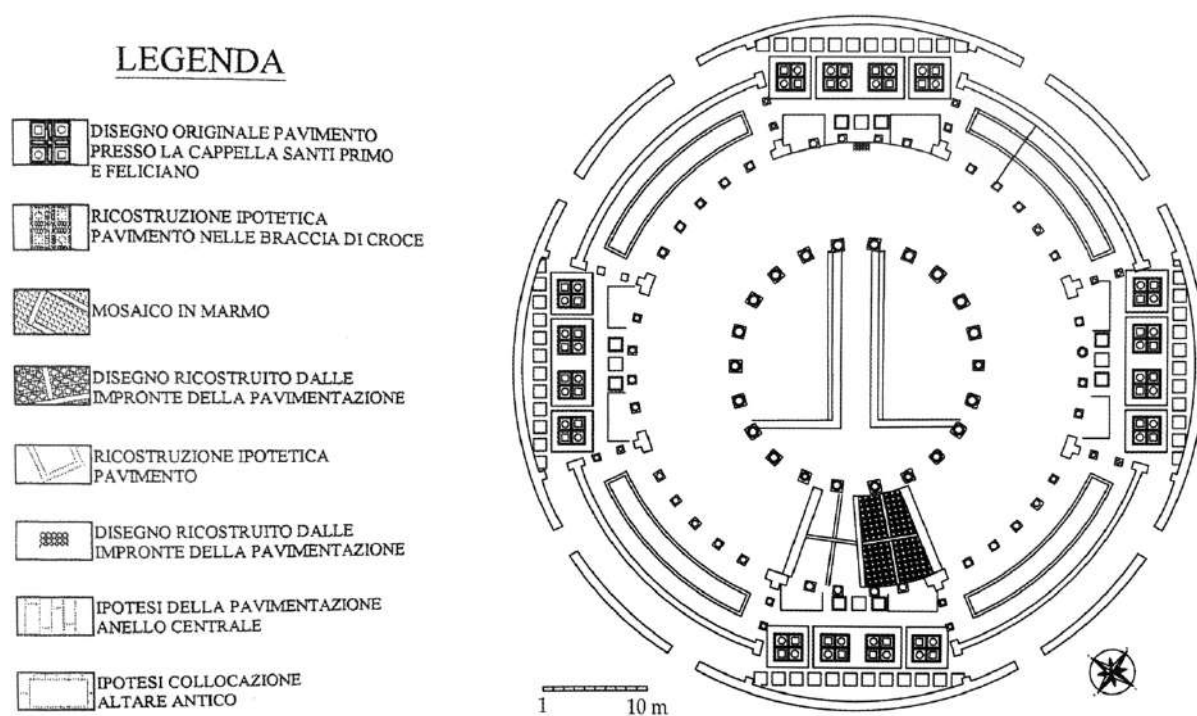 LEGENDA
DISEGNO ORIGINALE PAVIMENTO
PRESSO LA CAPPELLA SANTI PRIMO
E FELICIANO
RICOSTRUZIONE IPOTETICA
PAVIMENTO NELLE BRACCIA DI CROCE
MOSAICO IN MARMO
DISEGNO RICOSTRUITO DALLE
IMPRONTE DELLA PAVIMENTAZIONE
RICOSTRUZIONE IPOTETICA
PAVIMENTO
DISEGNO RICOSTRUITO DALLE
IMPRONTE DELLA PAVIMENTAZIONE
IPOTESI DELLA PAVIMENTAZIONE
ANELLO CENTRALE
IPOTESI COLLOCAZIONE
ALTARE ANTICO
1 10 m